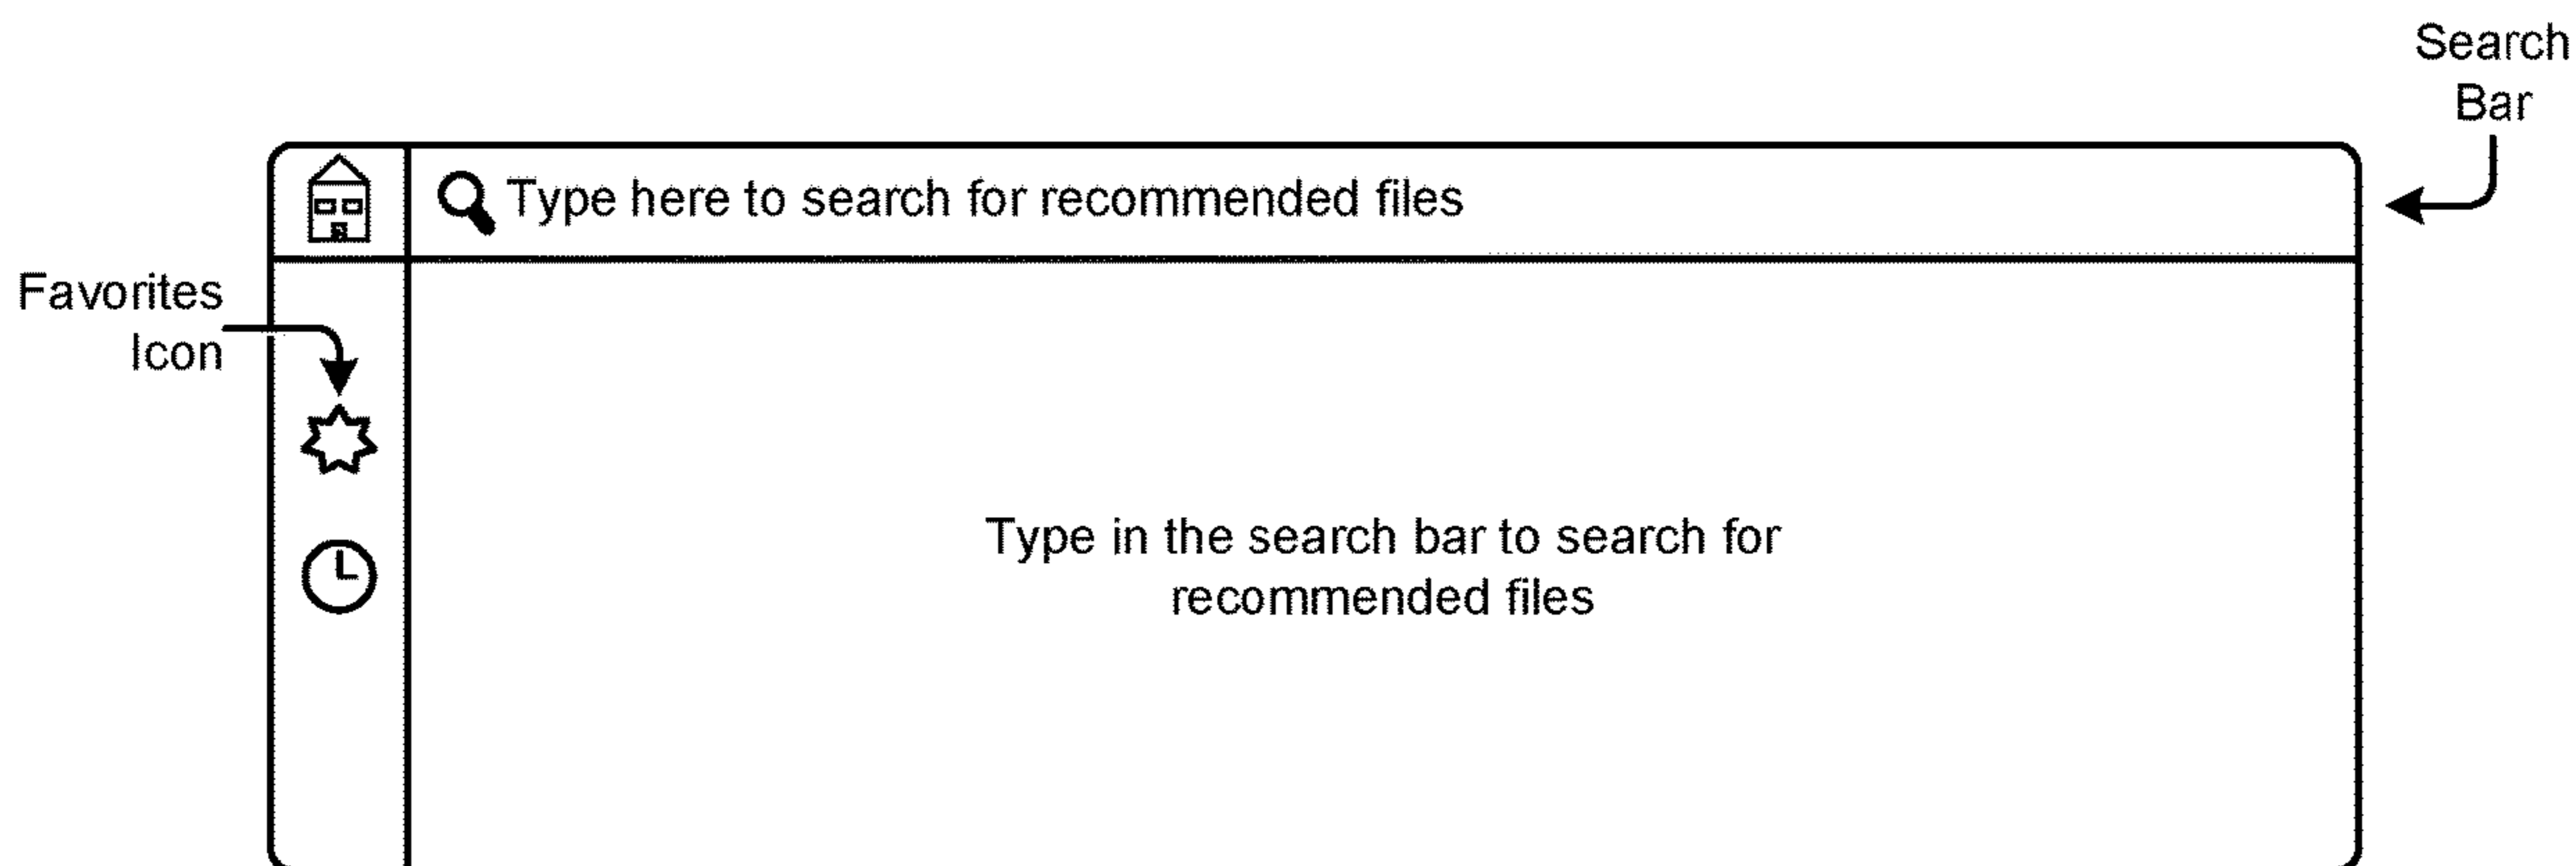 Search
Bar
Type here to search for recommended files
Favorites
Icon
Type in the search bar to search for
recommended files